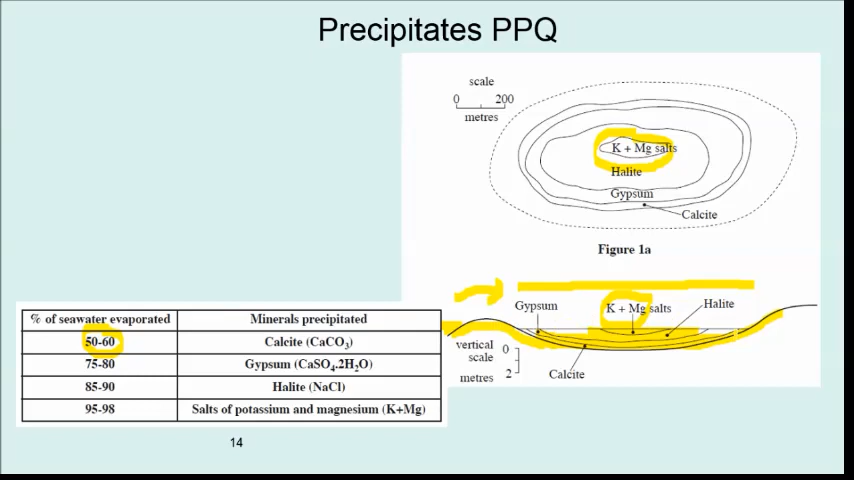 Precipitates PPQ
scale
0 200
metres
K + Mg salts
Halite
Gypsum
Calcite
Figure 1a
Gypsum
K + Mg salts
Halite
vertical
scale
metres
0
2
Calcite
% of seawater evaporated Minerals precipitated
50-60 Calcite (CaCO₃)
75-80 Gypsum (CaSO₄.2H₂O)
85-90 Halite (NaCl)
95-98 Salts of potassium and magnesium (K+Mg)
14